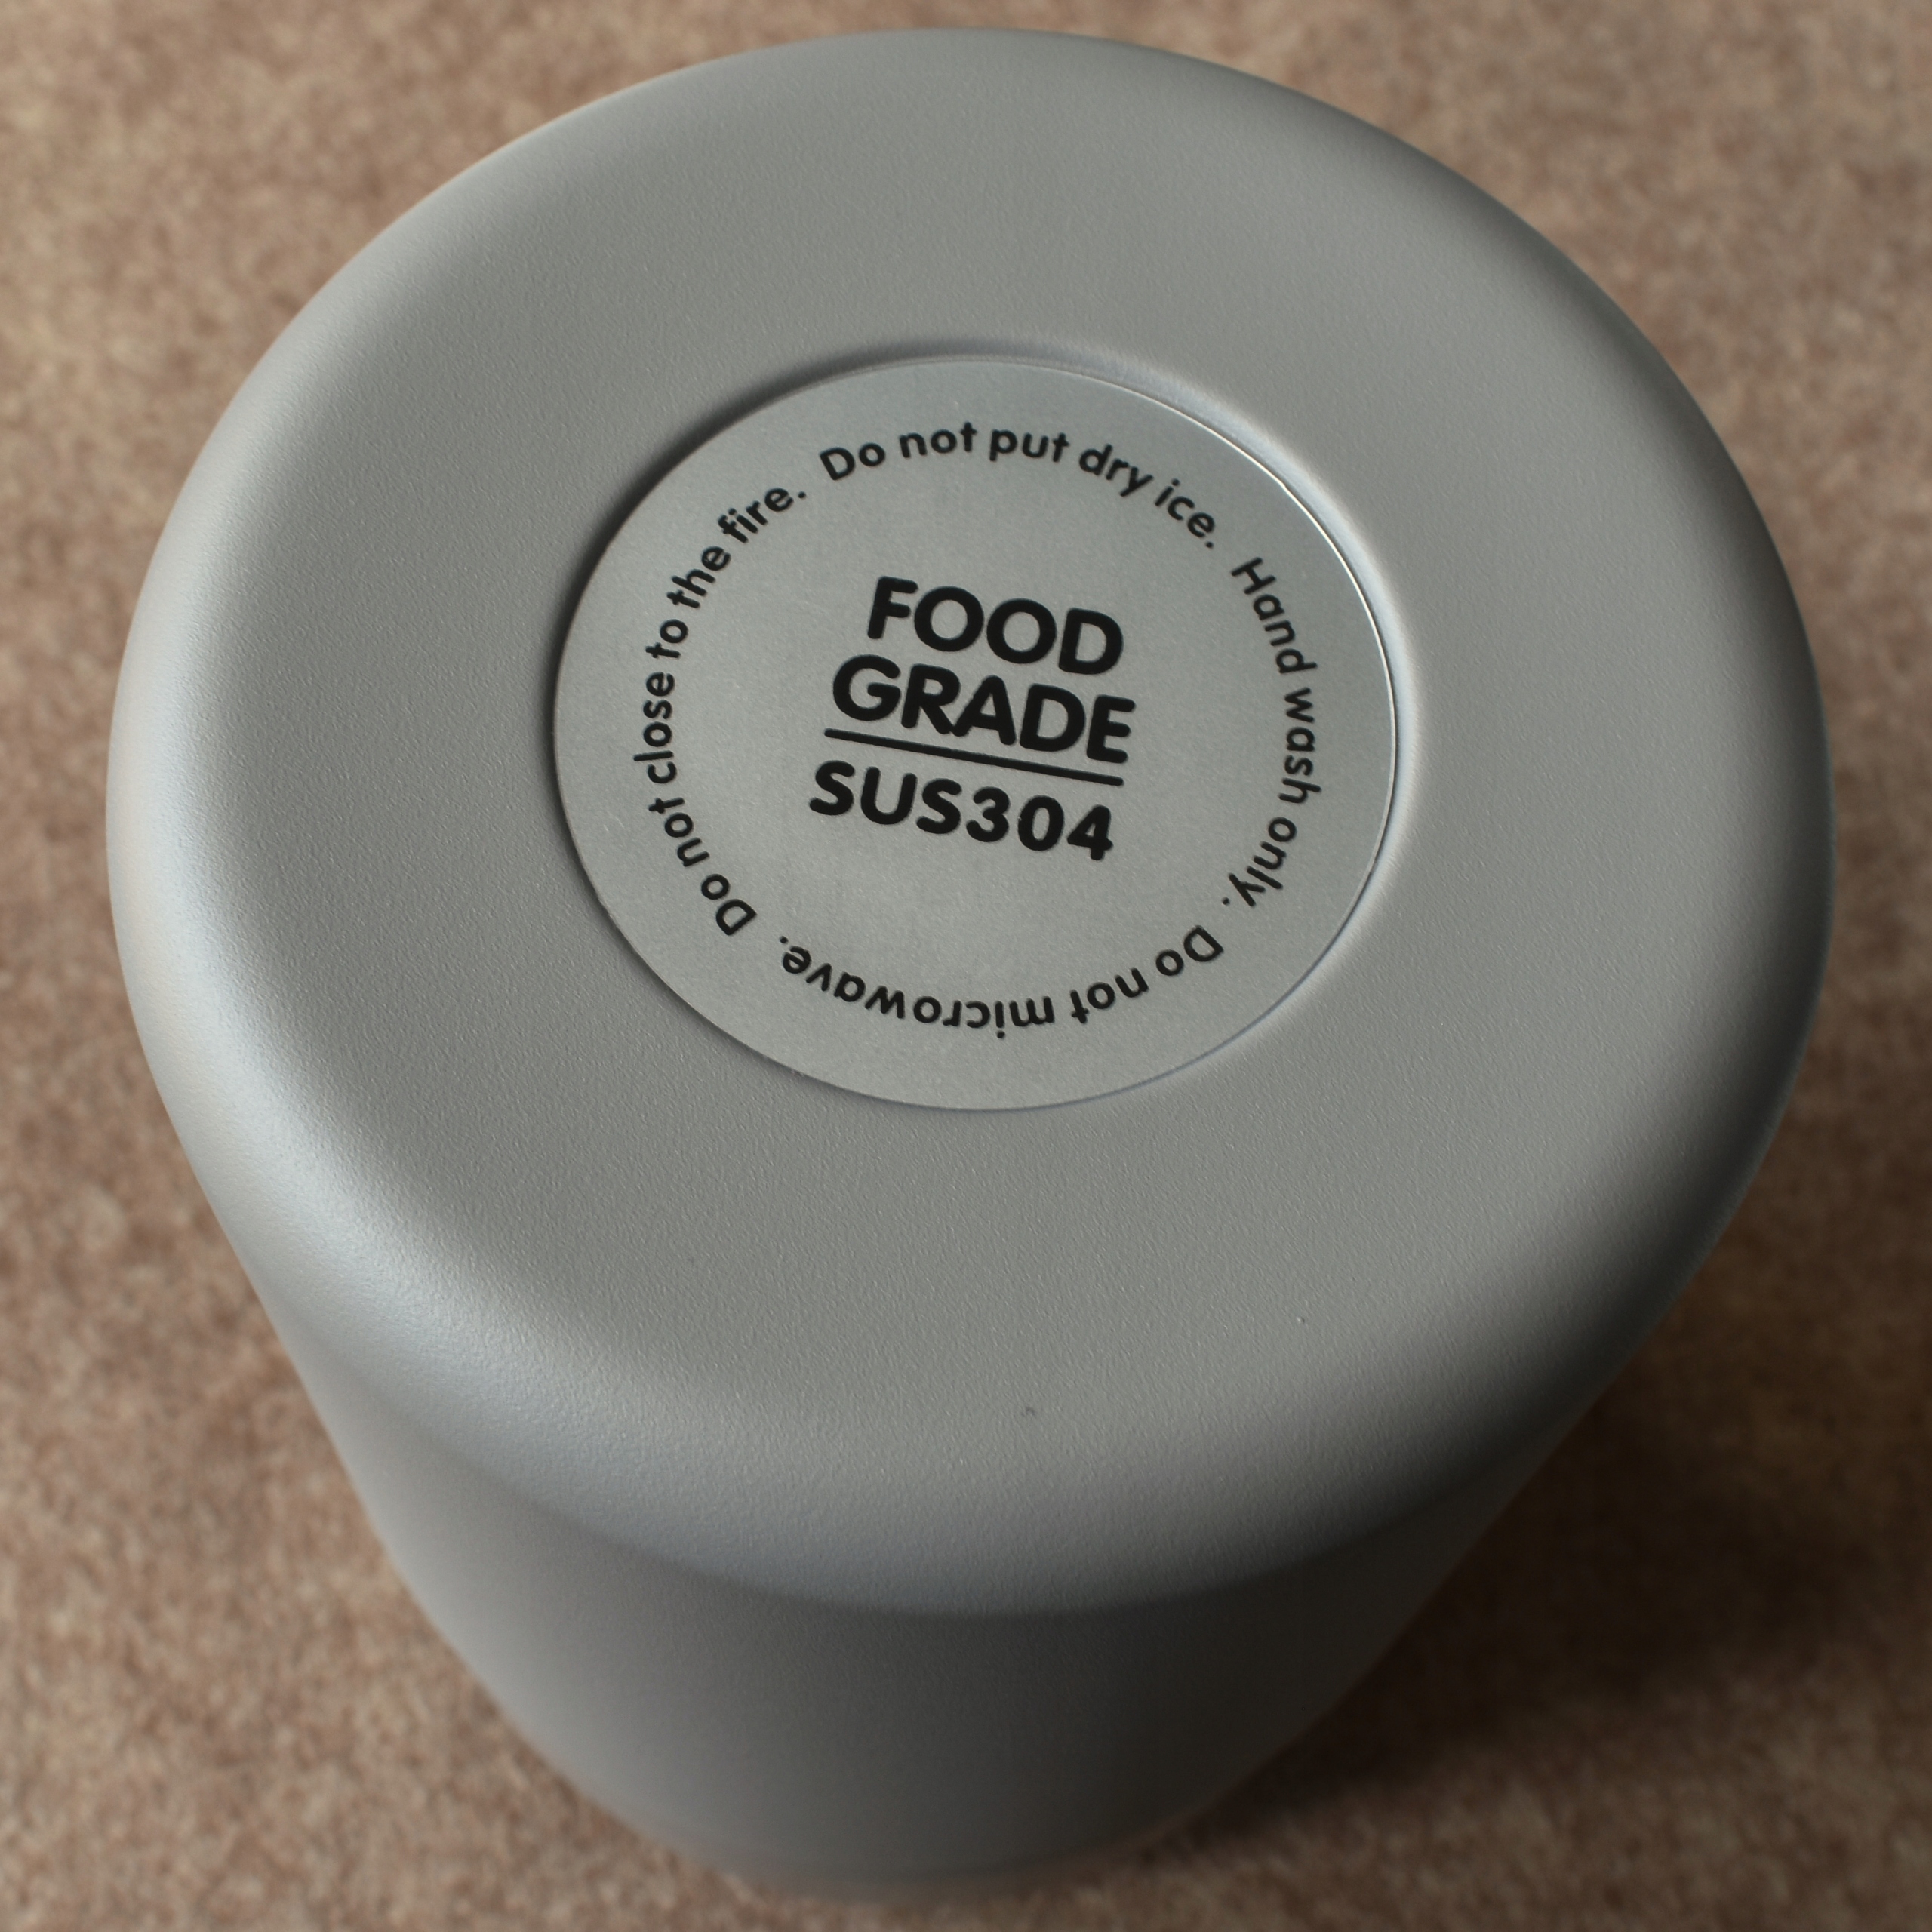 Do not put dry ice. Hand wash only. Do not microwave. Do not close to the fire.
FOOD
GRADE
SUS304